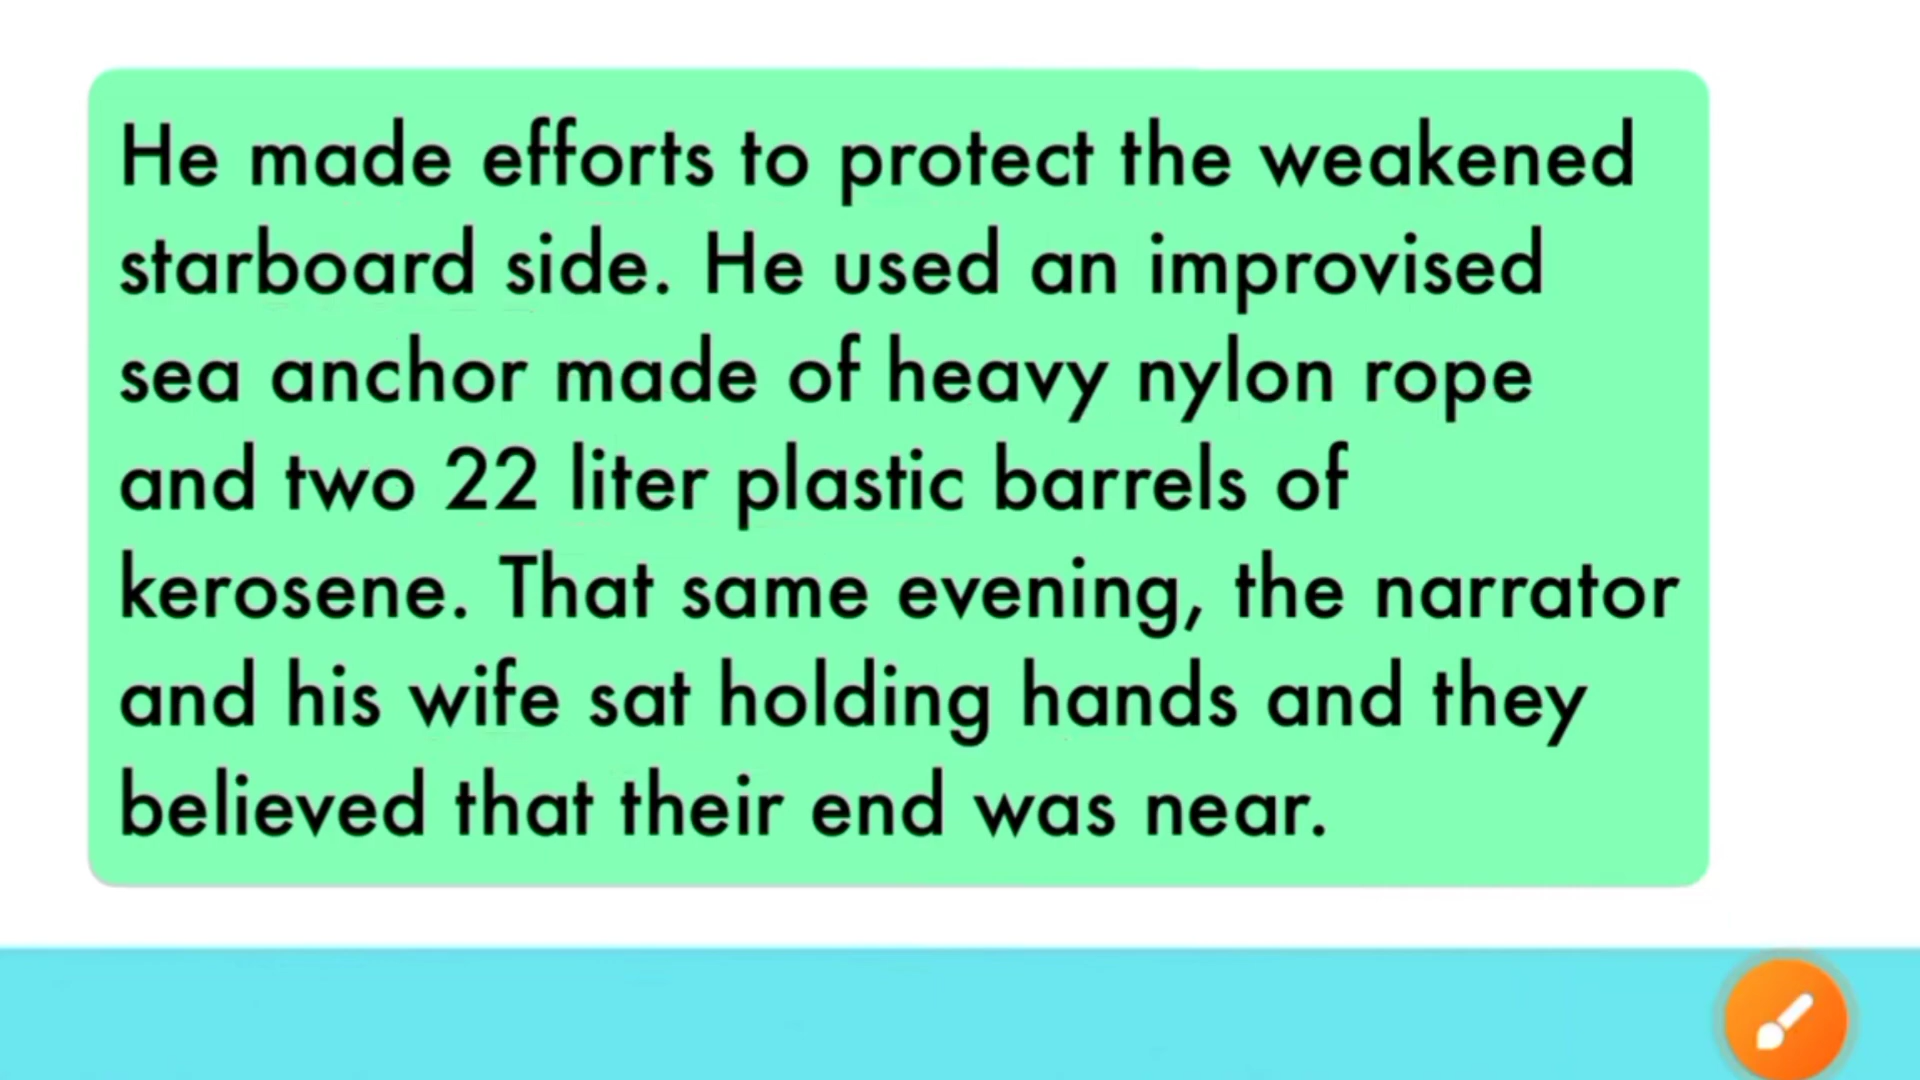 He made efforts to protect the weakened
starboard side. He used an improvised
sea anchor made of heavy nylon rope
and two 22 liter plastic barrels of
kerosene. That same evening, the narrator
and his wife sat holding hands and they
believed that their end was near.